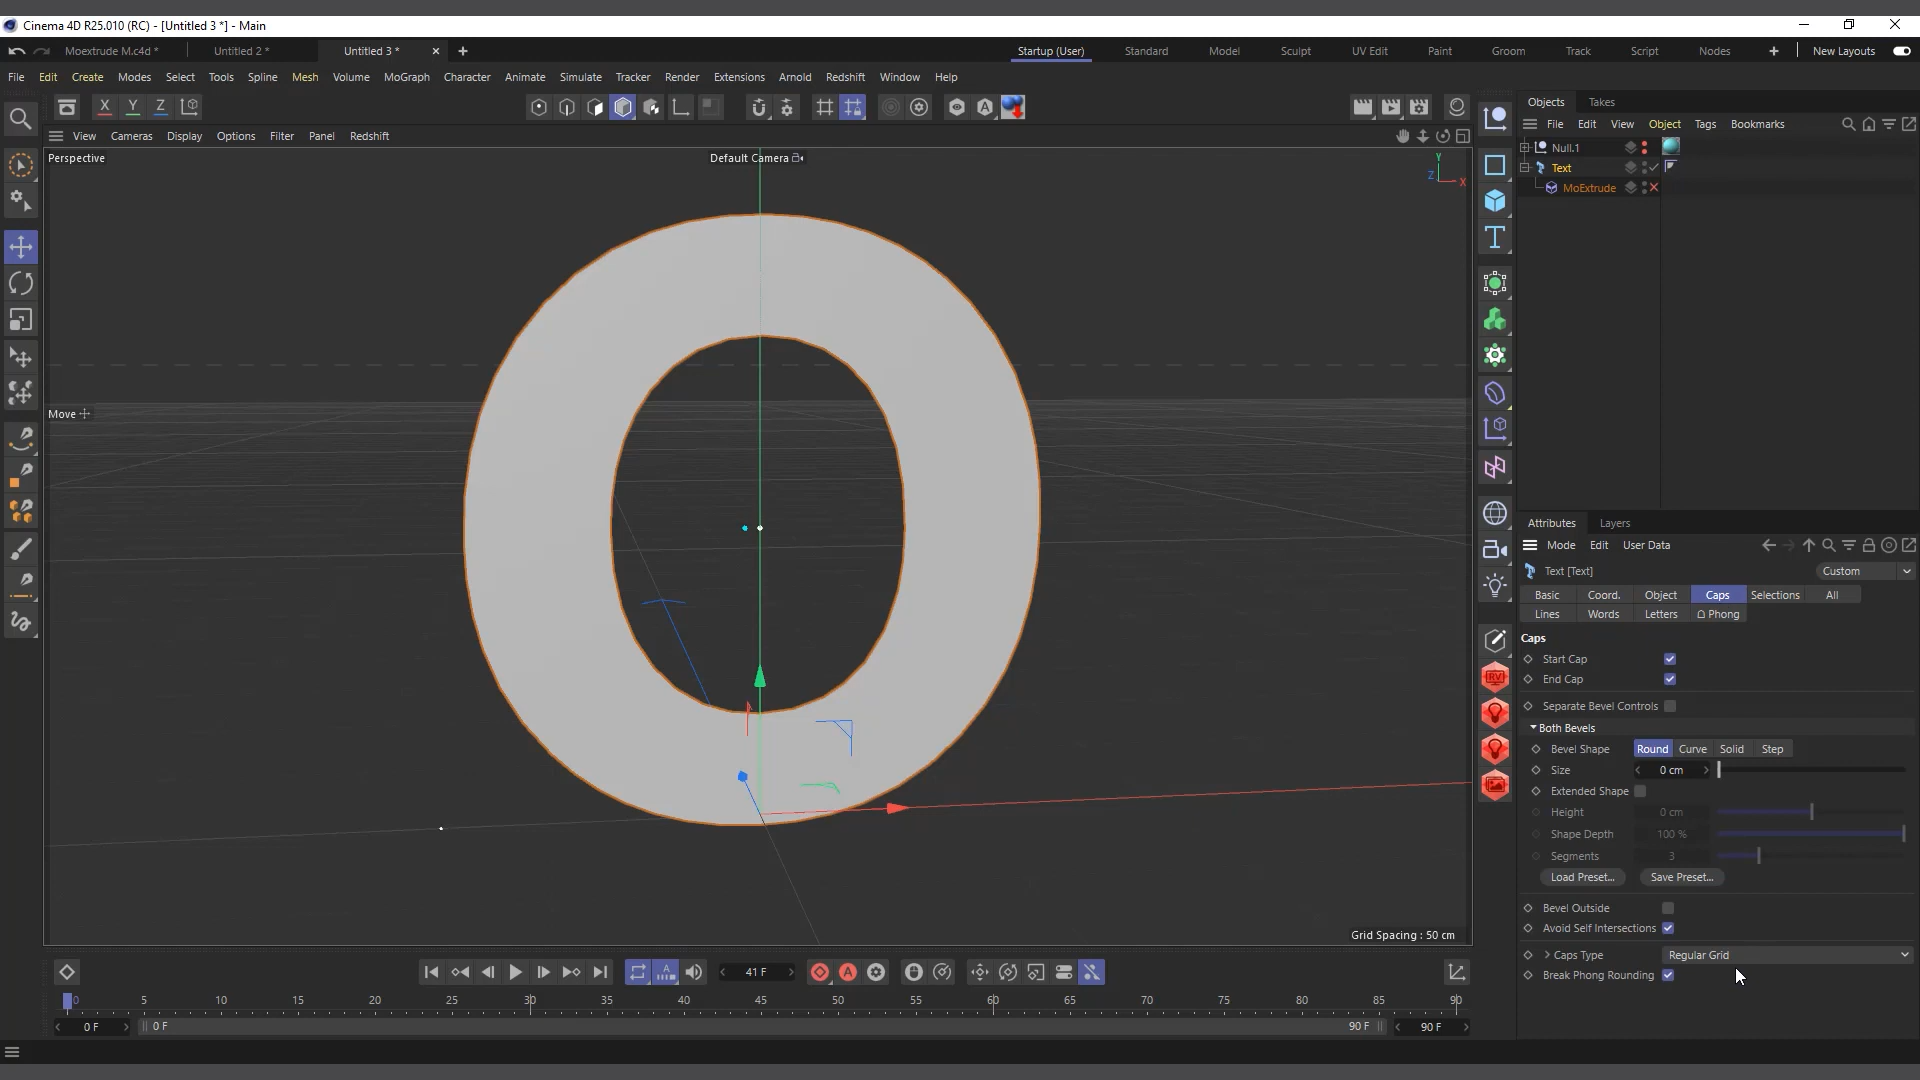 Cinema 4D R25.010 (RC) - [Untitled 3 *] - Main
Moextrude M.c4d *
Untitled 2 *
Untitled 3 *
Startup (User)
Standard
Model
Sculpt
UV Edit
Paint
Groom
Track
Script
Nodes
New Layouts
File Edit Create Modes Select Tools Spline Mesh Volume MoGraph Character Animate Simulate Tracker Render Extensions Arnold Redshift Window Help
X Y Z
View Cameras Display Options Filter Panel Redshift
Perspective
Default Camera
Y
Z
X
Move
O
Grid Spacing : 50 cm
41 F
0 5 10 15 20 25 30 35 40 45 50 55 60 65 70 75 80 85 90
0 F
0 F
90 F
90 F
RV
Objects Takes
File Edit View Object Tags Bookmarks
Null.1
Text
MoExtrude
Attributes Layers
Mode Edit User Data
Text [Text]
Custom
Basic Coord. Object Caps Selections All
Lines Words Letters Phong
Caps
Start Cap
End Cap
Separate Bevel Controls
Both Bevels
Bevel Shape Round Curve Solid Step
Size 0 cm
Extended Shape
Height 0 cm
Shape Depth 100 %
Segments 3
Load Preset... Save Preset...
Bevel Outside
Avoid Self Intersections
Caps Type Regular Grid
Break Phong Rounding